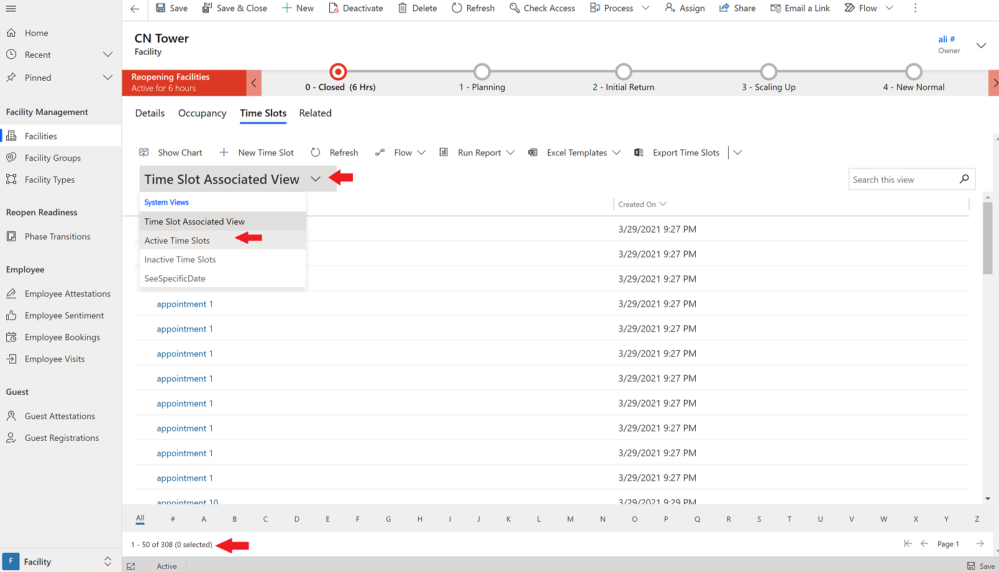 Save
Save & Close
New
Deactivate
Delete
Refresh
Check Access
Process
Assign
Share
Email a Link
Flow
Home
Recent
Pinned
Facility Management
Facilities
Facility Groups
Facility Types
Reopen Readiness
Phase Transitions
Employee
Employee Attestations
Employee Sentiment
Employee Bookings
Employee Visits
Guest
Guest Attestations
Guest Registrations
F Facility
CN Tower
Facility
ali #
Owner
Reopening Facilities
Active for 6 hours
0 - Closed (6 Hrs)
1 - Planning
2 - Initial Return
3 - Scaling Up
4 - New Normal
Details
Occupancy
Time Slots
Related
Show Chart
New Time Slot
Refresh
Flow
Run Report
Excel Templates
Export Time Slots
Time Slot Associated View
Search this view
System Views
Time Slot Associated View
Active Time Slots
Inactive Time Slots
SeeSpecificDate
Created On
3/29/2021 9:27 PM
3/29/2021 9:27 PM
3/29/2021 9:27 PM
appointment 1 3/29/2021 9:27 PM
appointment 1 3/29/2021 9:27 PM
appointment 1 3/29/2021 9:27 PM
appointment 1 3/29/2021 9:27 PM
appointment 1 3/29/2021 9:27 PM
appointment 1 3/29/2021 9:27 PM
appointment 1 3/29/2021 9:27 PM
appointment 1 3/29/2021 9:27 PM
appointment 10 3/29/2021 9:29 PM
All # A B C D E F G H I J K L M N O P Q R S T U V W X Y Z
1 - 50 of 308 (0 selected)
Page 1
Active
Save